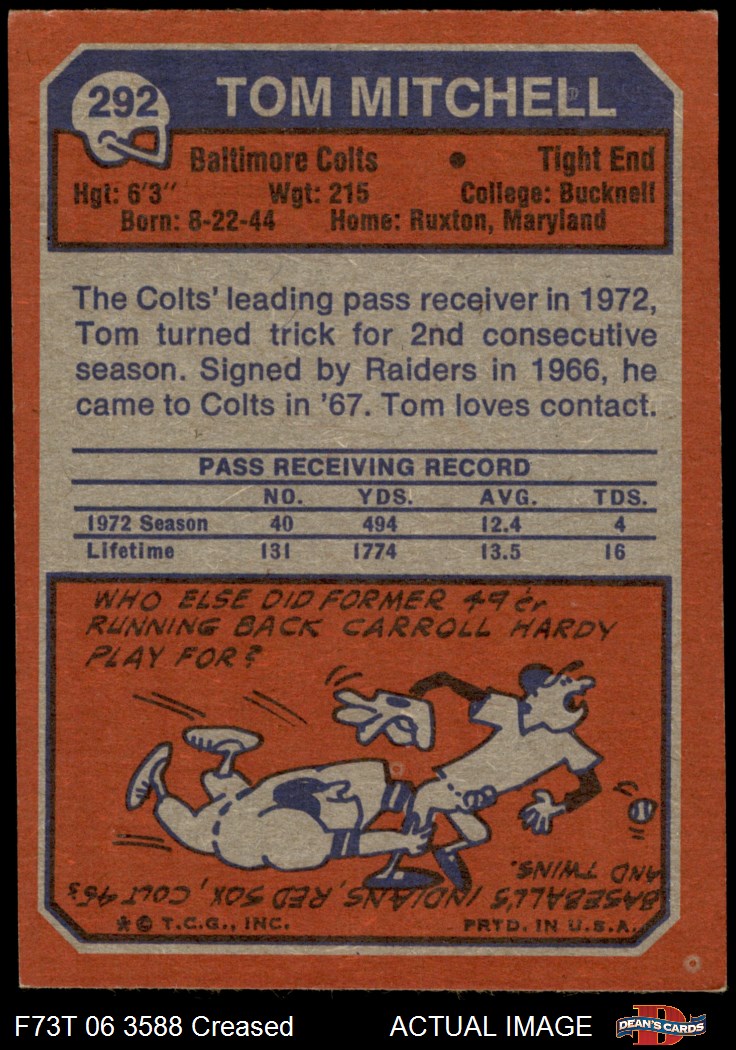 292
TOM MITCHELL
Baltimore Colts • Tight End
Hgt: 6'3" Wgt: 215 College: Bucknell
Born: 8-22-44 Home: Ruxton, Maryland
The Colts' leading pass receiver in 1972,
Tom turned trick for 2nd consecutive
season. Signed by Raiders in 1966, he
came to Colts in '67. Tom loves contact.
PASS RECEIVING RECORD
NO. YDS. AVG. TDS.
1972 Season 40 494 12.4 4
Lifetime 131 1774 13.5 16
WHO ELSE DID FORMER 49er
RUNNING BACK CARROLL HARDY
PLAY FOR?
BASEBALL'S INDIANS, RED SOX, COLT 45's
AND TWINS.
* © T.C.G., INC. PRTD. IN U.S.A.
F73T 06 3588 Creased ACTUAL IMAGE
D
DEAN'S CARDS